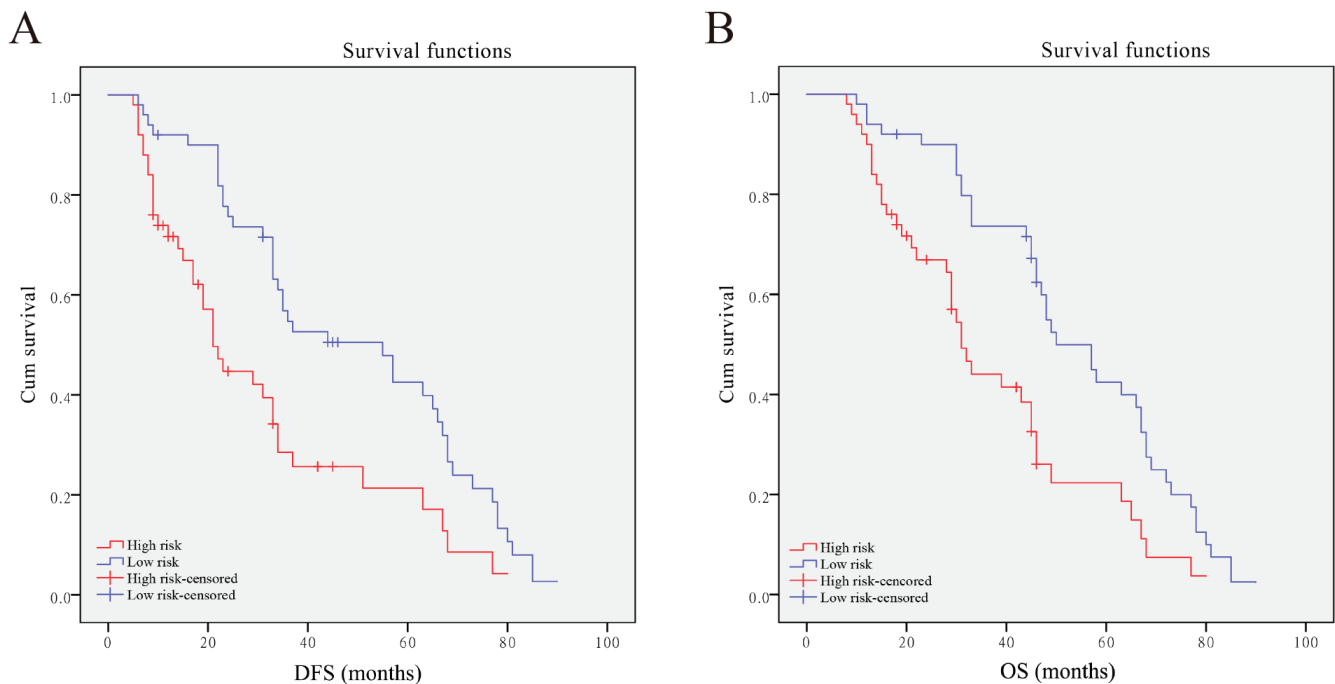 A
Survival functions
1.0
0.8
0.6
0.4
0.2
0.0
Cum survival
High risk
Low risk
High risk-censored
Low risk-censored
0 20 40 60 80 100
DFS (months)
B
Survival functions
1.0
0.8
0.6
0.4
0.2
0.0
Cum survival
High risk
Low risk
High risk-cencored
Low risk-censored
0 20 40 60 80 100
OS (months)